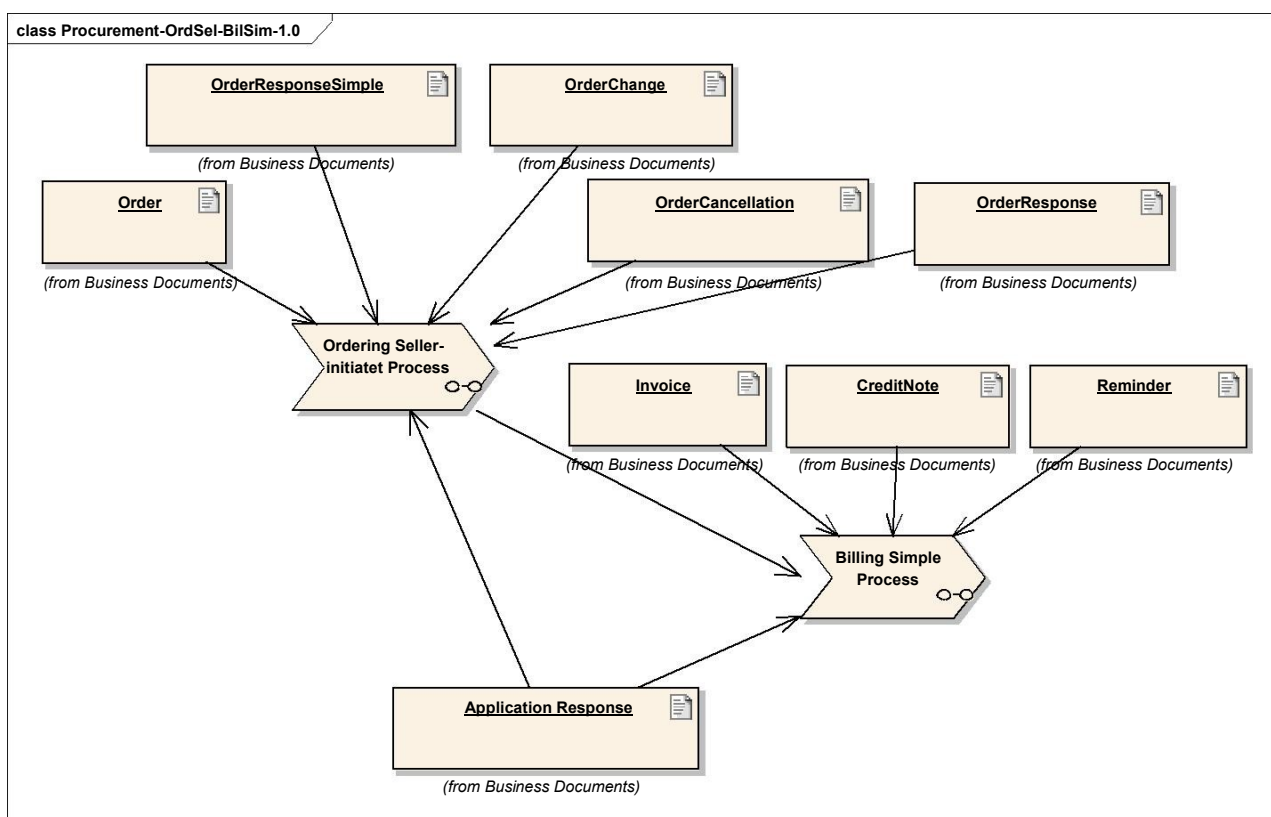 class Procurement-OrdSel-BilSim-1.0
OrderResponseSimple
(from Business Documents)
OrderChange
(from Business Documents)
Order
(from Business Documents)
OrderCancellation
(from Business Documents)
OrderResponse
(from Business Documents)
Ordering Seller-
initiatet Process
Invoice
(from Business Documents)
CreditNote
(from Business Documents)
Reminder
(from Business Documents)
Billing Simple
Process
Application Response
(from Business Documents)